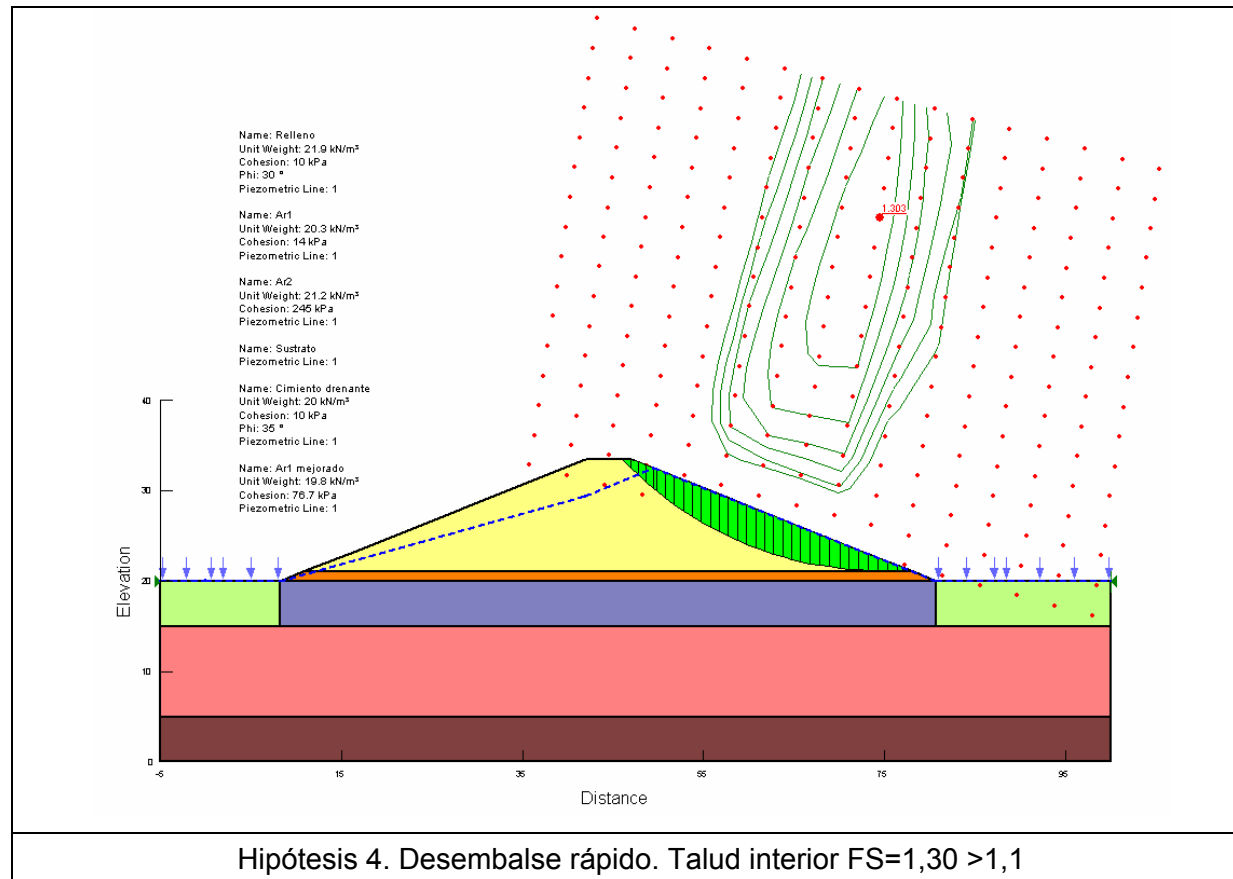 Name: Relleno
Unit Weight: 21.9 kN/m³
Cohesion: 10 kPa
Phi: 30 °
Piezometric Line: 1
Name: Ar1
Unit Weight: 20.3 kN/m³
Cohesion: 14 kPa
Piezometric Line: 1
Name: Ar2
Unit Weight: 21.2 kN/m³
Cohesion: 245 kPa
Piezometric Line: 1
Name: Sustrato
Piezometric Line: 1
Name: Cimiento drenante
Unit Weight: 20 kN/m³
Cohesion: 10 kPa
Phi: 35 °
Piezometric Line: 1
Name: Ar1 mejorado
Unit Weight: 19.8 kN/m³
Cohesion: 76.7 kPa
Piezometric Line: 1
1.303
40
30
20
10
0
Elevation
-5 15 35 55 75 95
Distance
Hipótesis 4. Desembalse rápido. Talud interior FS=1,30 >1,1